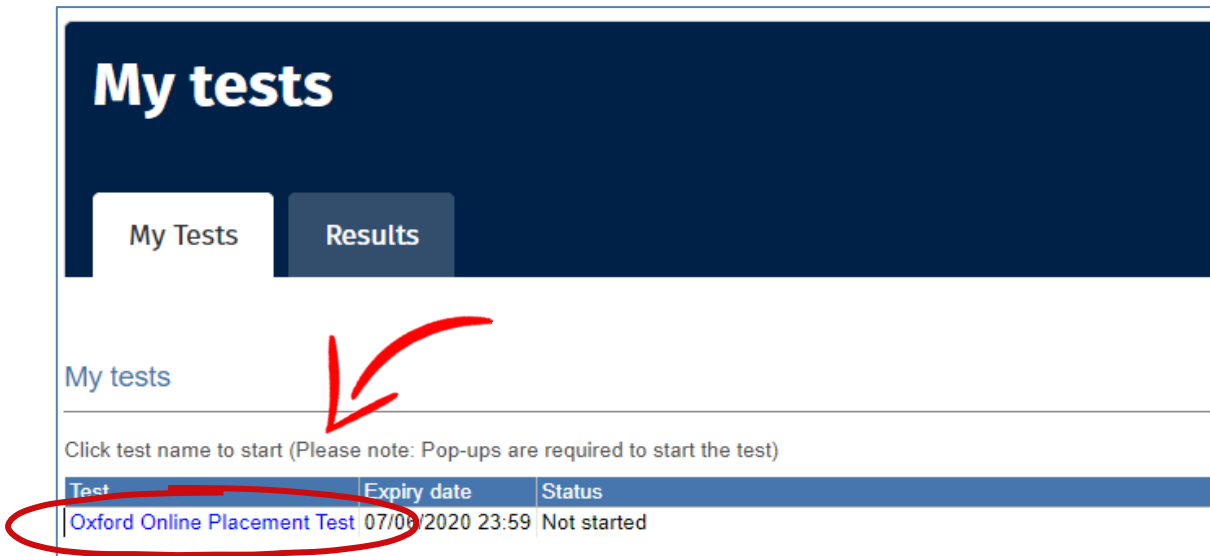 My tests
My Tests Results
My tests
Click test name to start (Please note: Pop-ups are required to start the test)
Test Expiry date Status
Oxford Online Placement Test 07/06/2020 23:59 Not started